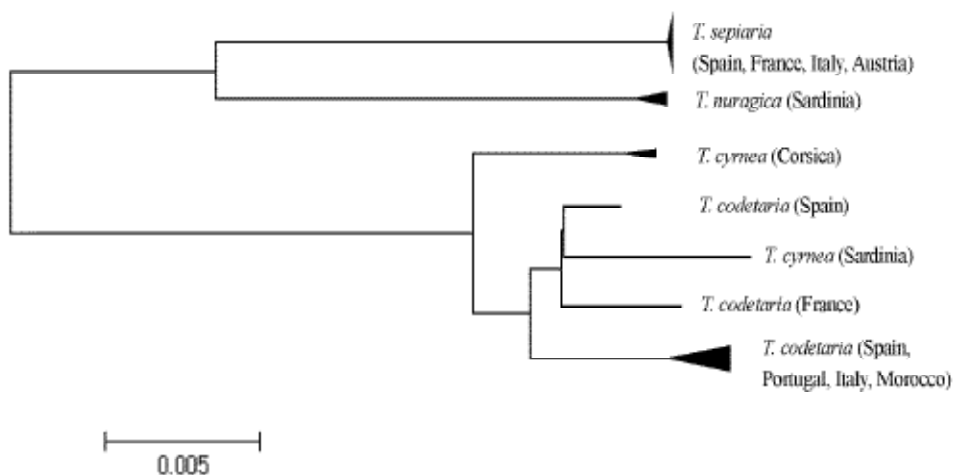 T. sepiaria
(Spain, France, Italy, Austria)
T. nuragica (Sardinia)
T. cyrnea (Corsica)
T. codetaria (Spain)
T. cyrnea (Sardinia)
T. codetaria (France)
T. codetaria (Spain,
Portugal, Italy, Morocco)
0.005